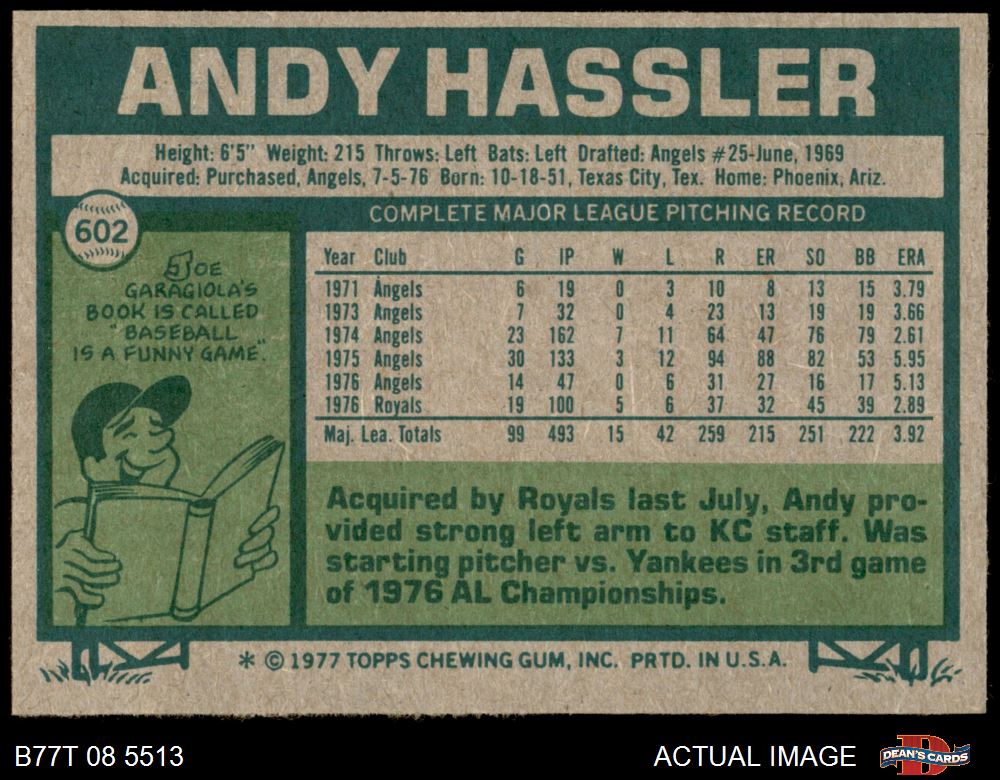 ANDY HASSLER
Height: 6'5" Weight: 215 Throws: Left Bats: Left Drafted: Angels #25-June, 1969
Acquired: Purchased, Angels, 7-5-76 Born: 10-18-51, Texas City, Tex. Home: Phoenix, Ariz.
602
JOE
GARAGIOLA'S
BOOK IS CALLED
"BASEBALL
IS A FUNNY GAME".
COMPLETE MAJOR LEAGUE PITCHING RECORD
Year Club G IP W L R ER SO BB ERA
1971 Angels 6 19 0 3 10 8 13 15 3.79
1973 Angels 7 32 0 4 23 13 19 19 3.66
1974 Angels 23 162 7 11 64 47 76 79 2.61
1975 Angels 30 133 3 12 94 88 82 53 5.95
1976 Angels 14 47 0 6 31 27 16 17 5.13
1976 Royals 19 100 5 6 37 32 45 39 2.89
Maj. Lea. Totals 99 493 15 42 259 215 251 222 3.92
Acquired by Royals last July, Andy pro-
vided strong left arm to KC staff. Was
starting pitcher vs. Yankees in 3rd game
of 1976 AL Championships.
* © 1977 TOPPS CHEWING GUM, INC. PRTD. IN U.S.A.
B77T 08 5513
ACTUAL IMAGE
D
DEAN'S CARDS